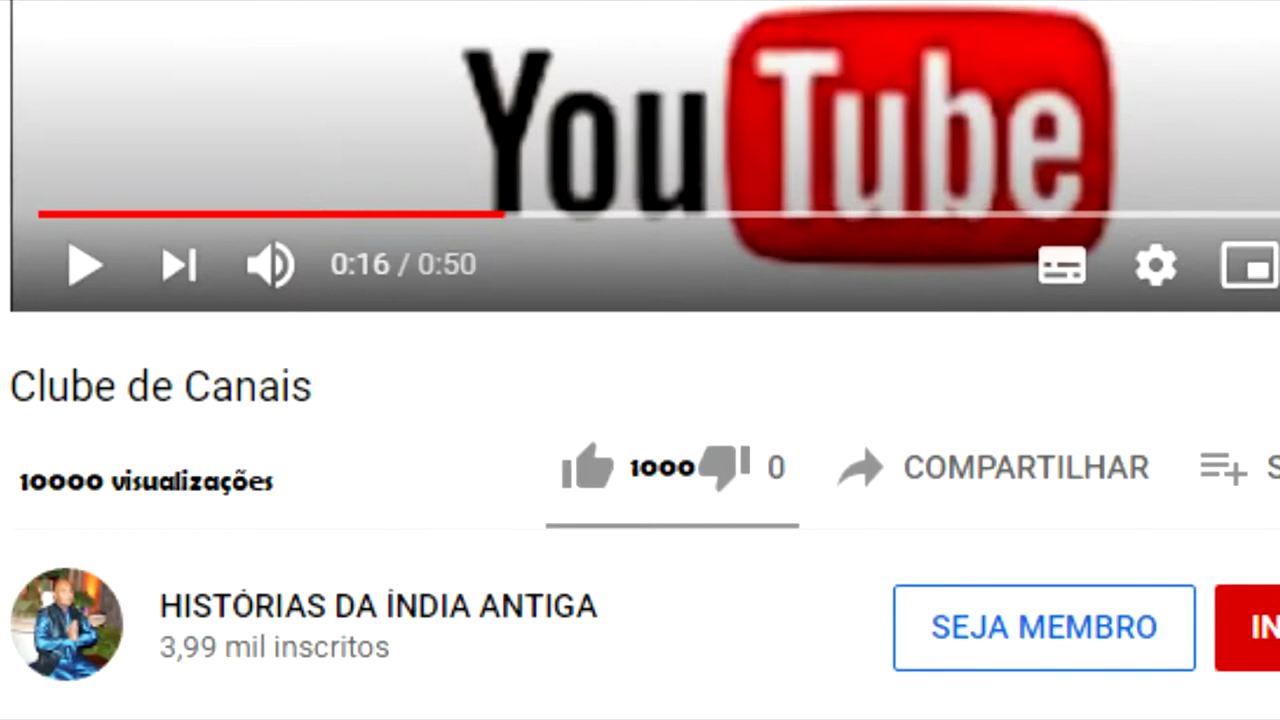 YouTube
0:16 / 0:50
Clube de Canais
10000 visualizações
1000 0 COMPARTILHAR S
HISTÓRIAS DA ÍNDIA ANTIGA
3,99 mil inscritos
SEJA MEMBRO
IN